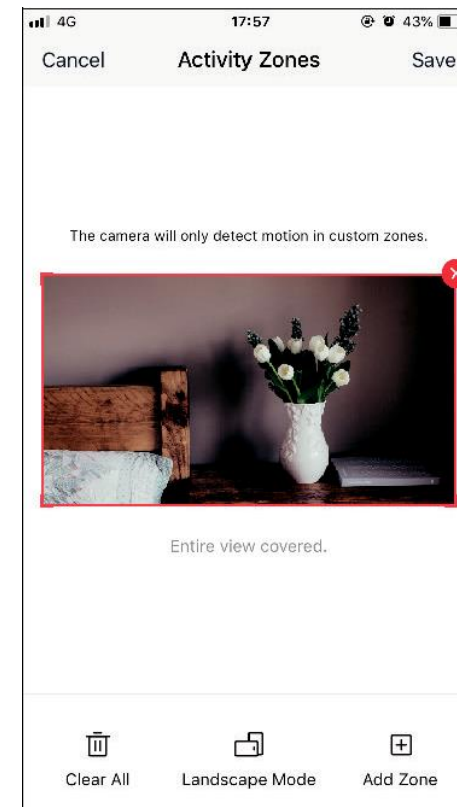 4G 17:57 43%
Cancel Activity Zones Save
The camera will only detect motion in custom zones.
Entire view covered.
Clear All Landscape Mode Add Zone